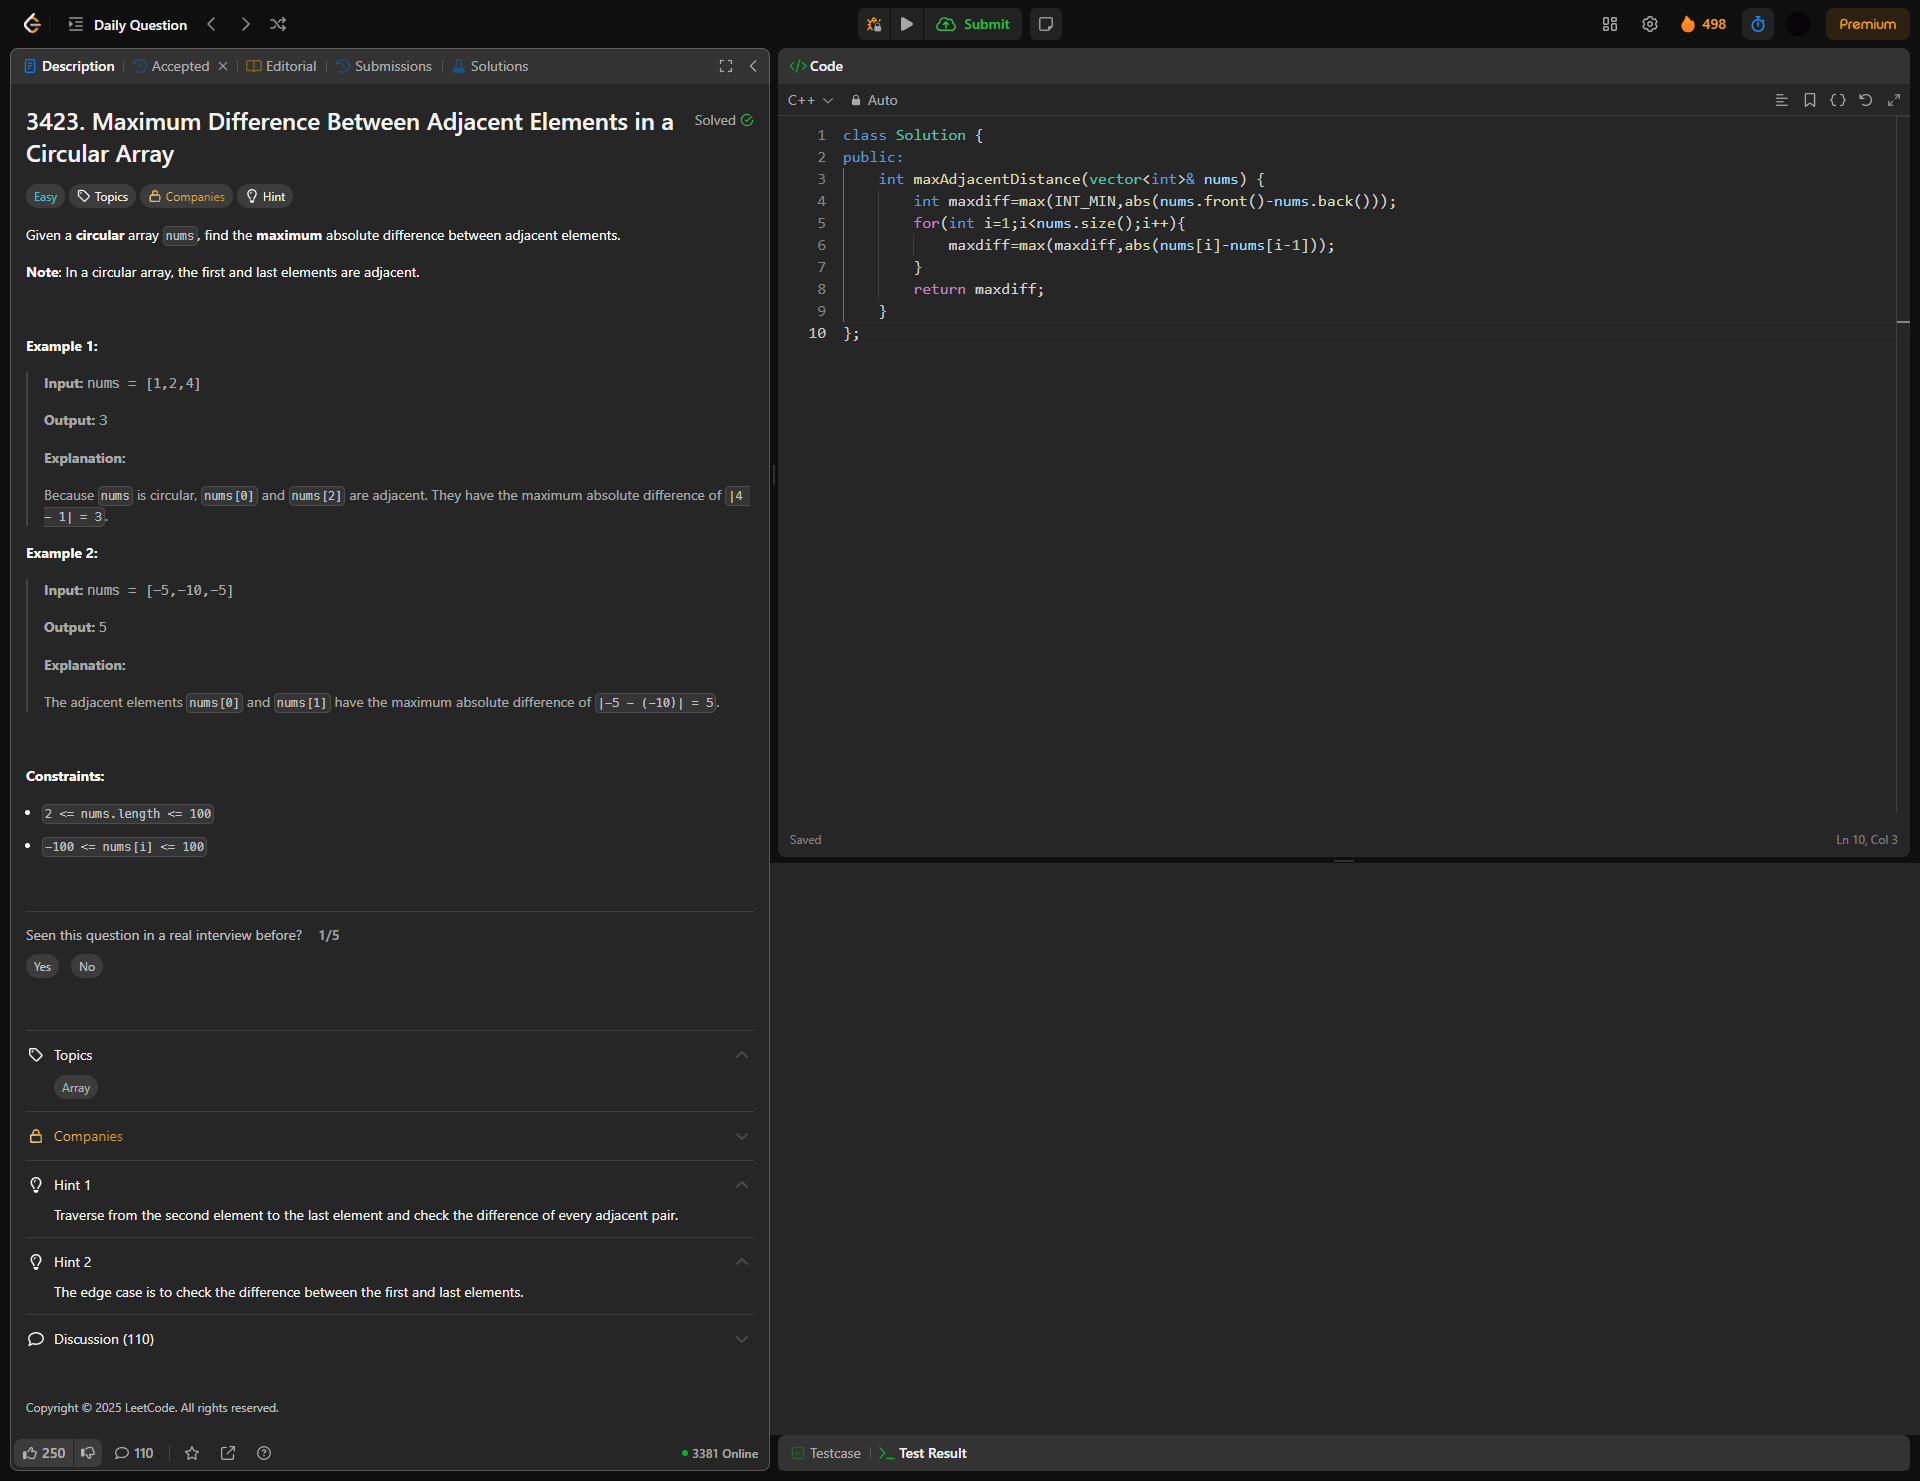 Daily Question
Submit
498
Premium
Description
Accepted
Editorial
Submissions
Solutions
3423. Maximum Difference Between Adjacent Elements in a
Circular Array
Solved
Easy
Topics
Companies
Hint
Given a circular array nums, find the maximum absolute difference between adjacent elements.
Note: In a circular array, the first and last elements are adjacent.
Example 1:
Input: nums = [1,2,4]
Output: 3
Explanation:
Because nums is circular, nums[0] and nums[2] are adjacent. They have the maximum absolute difference of |4
- 1| = 3.
Example 2:
Input: nums = [-5,-10,-5]
Output: 5
Explanation:
The adjacent elements nums[0] and nums[1] have the maximum absolute difference of |-5 - (-10)| = 5.
Constraints:
2 <= nums.length <= 100
-100 <= nums[i] <= 100
Seen this question in a real interview before? 1/5
Yes
No
Topics
Array
Companies
Hint 1
Traverse from the second element to the last element and check the difference of every adjacent pair.
Hint 2
The edge case is to check the difference between the first and last elements.
Discussion (110)
Copyright © 2025 LeetCode. All rights reserved.
250
110
3381 Online
</> Code
C++
Auto
1 class Solution {
2 public:
3     int maxAdjacentDistance(vector<int>& nums) {
4         int maxdiff=max(INT_MIN,abs(nums.front()-nums.back()));
5         for(int i=1;i<nums.size();i++){
6             maxdiff=max(maxdiff,abs(nums[i]-nums[i-1]));
7         }
8         return maxdiff;
9     }
10 };
Saved
Ln 10, Col 3
Testcase
Test Result